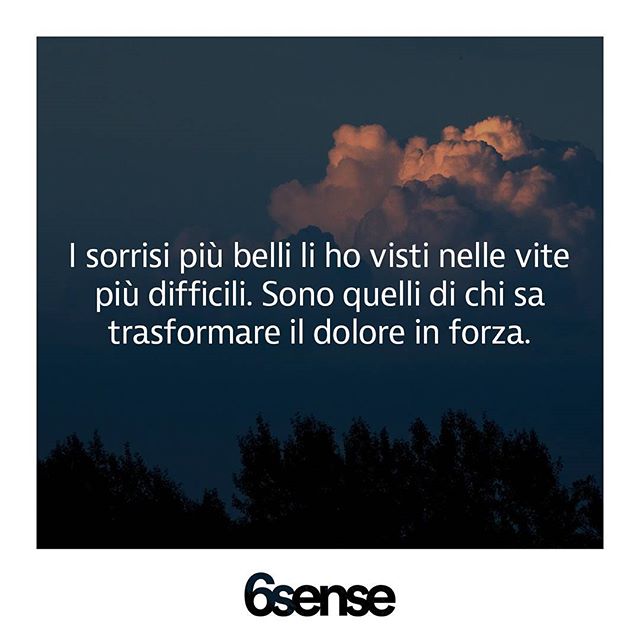 I sorrisi più belli li ho visti nelle vite
più difficili. Sono quelli di chi sa
trasformare il dolore in forza.
6sense